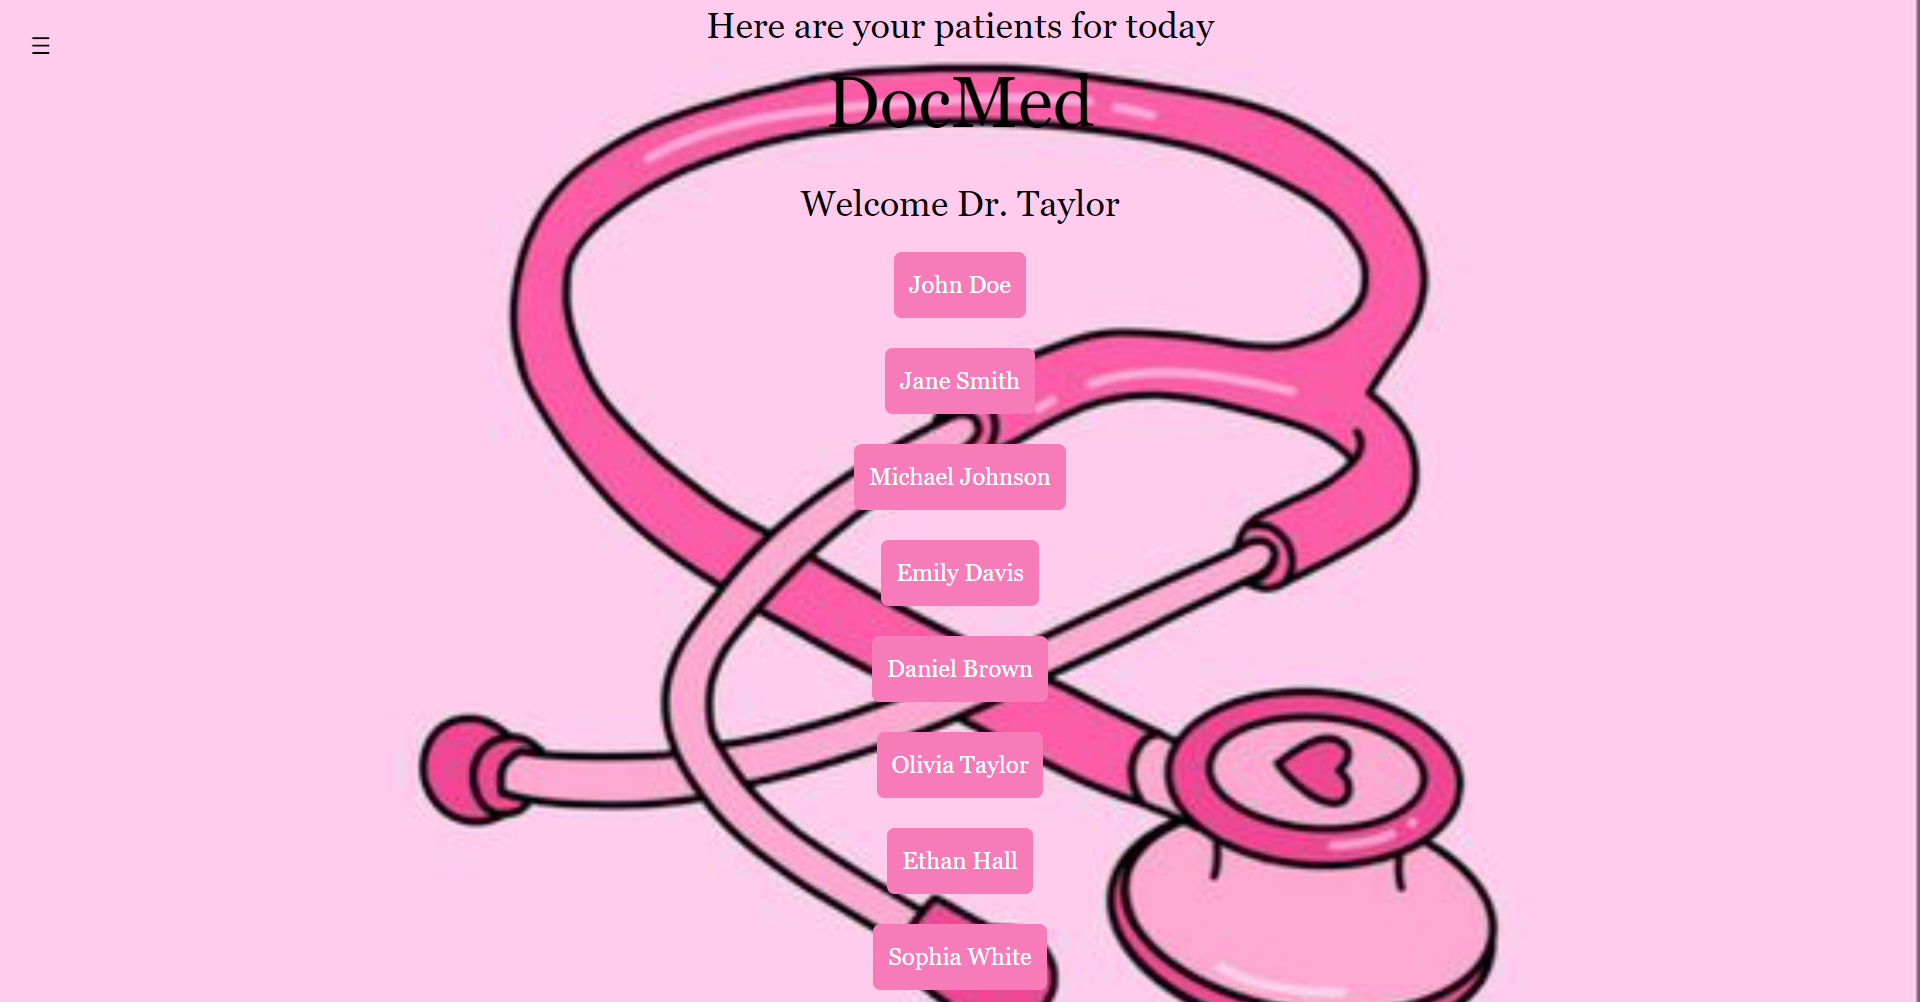 Here are your patients for today
DocMed
Welcome Dr. Taylor
John Doe
Jane Smith
Michael Johnson
Emily Davis
Daniel Brown
Olivia Taylor
Ethan Hall
Sophia White